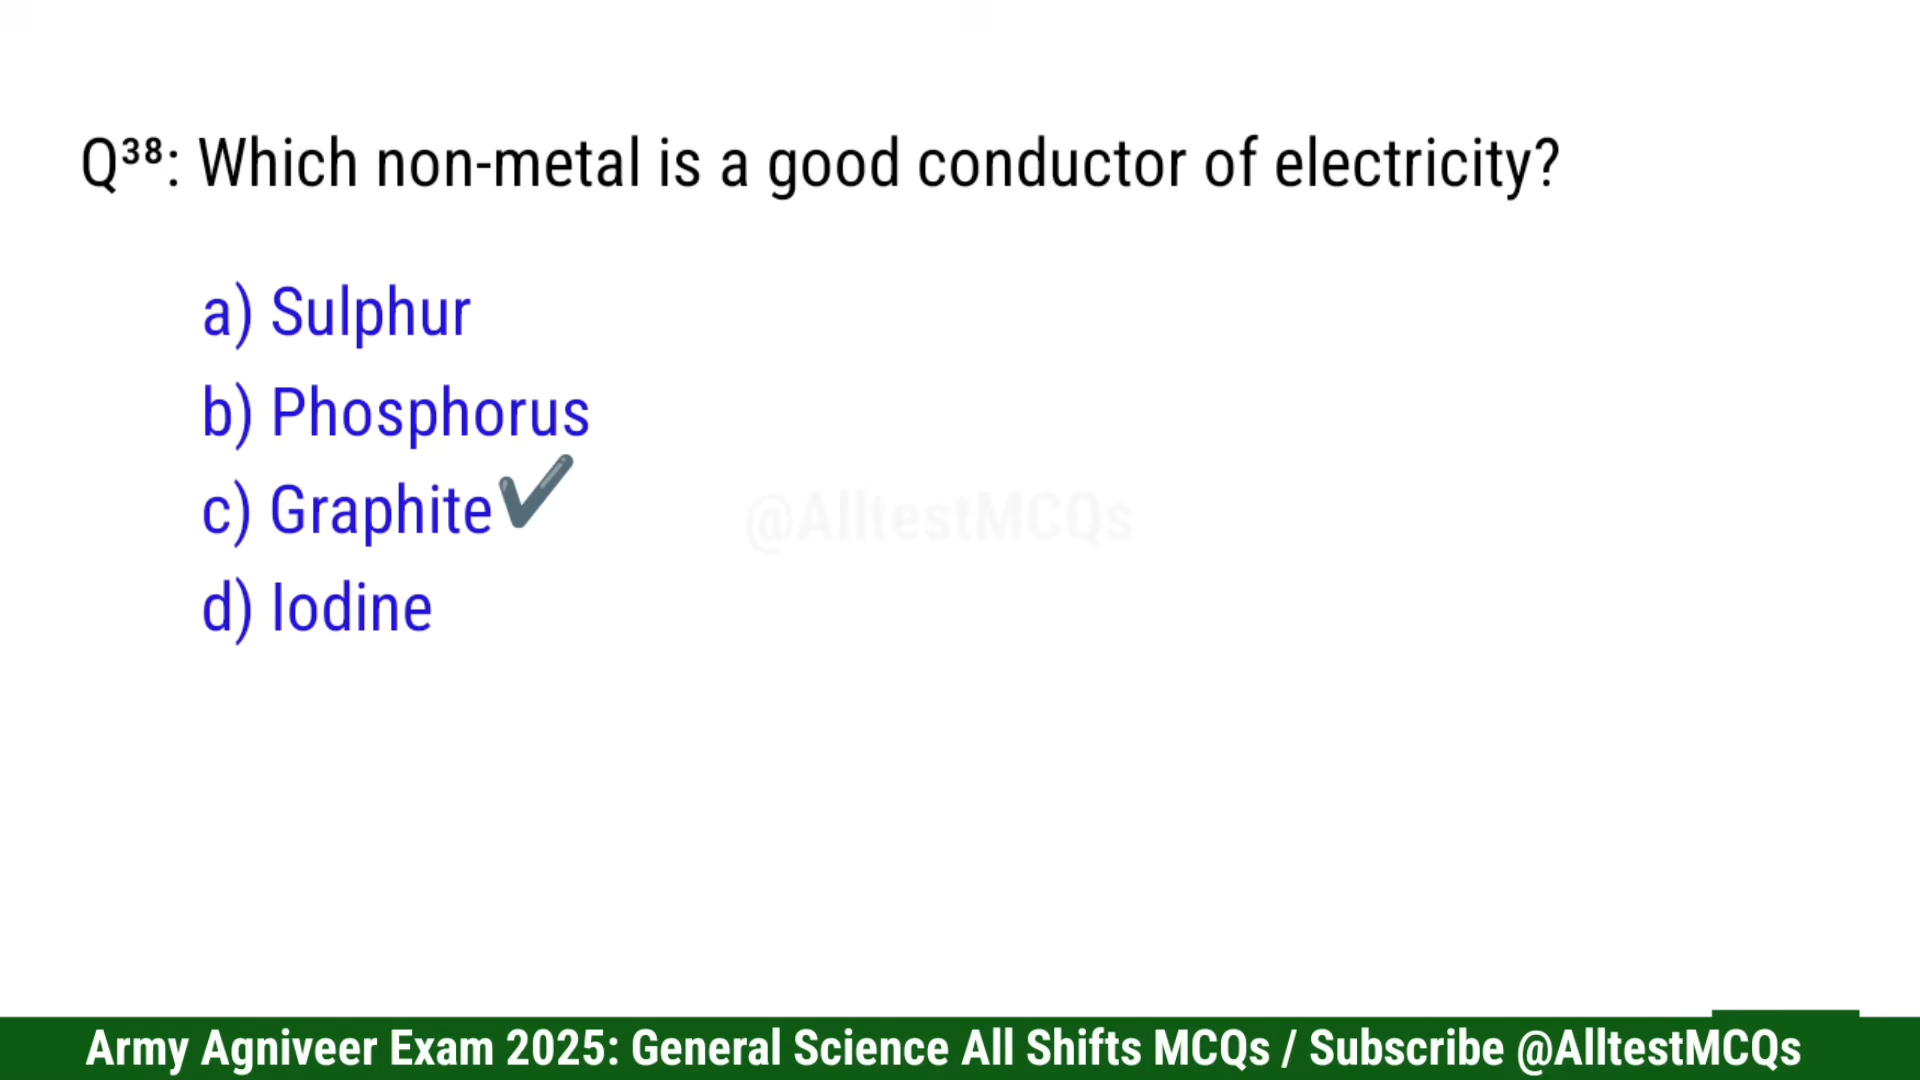 Q³⁸: Which non-metal is a good conductor of electricity?
a) Sulphur
b) Phosphorus
c) Graphite✔
d) Iodine
@AlltestMCQs
Army Agniveer Exam 2025: General Science All Shifts MCQs / Subscribe @AlltestMCQs